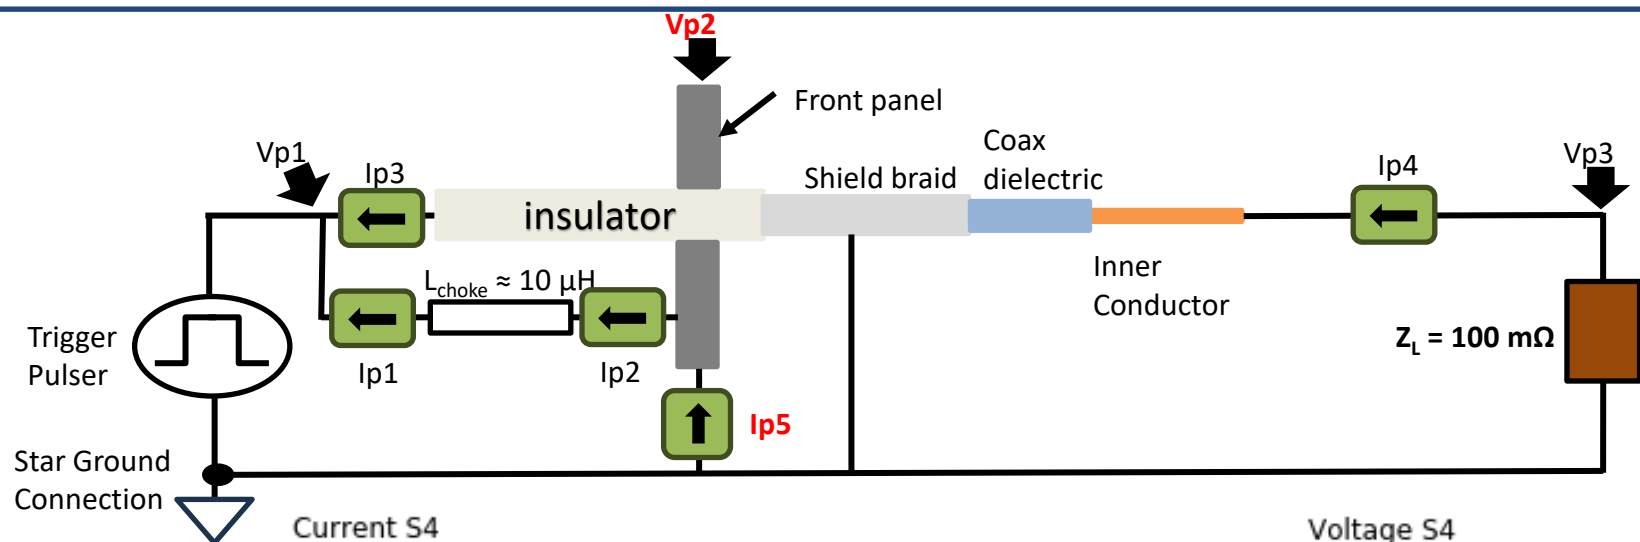 Vp2
Front panel
Coax
dielectric
Vp1
Ip3
Shield braid
Ip4
Vp3
insulator
Lchoke ≈ 10 µH
Inner
Conductor
Trigger
Pulser
Ip1
Ip2
ZL = 100 mΩ
Ip5
Star Ground
Connection
Current S4
Voltage S4